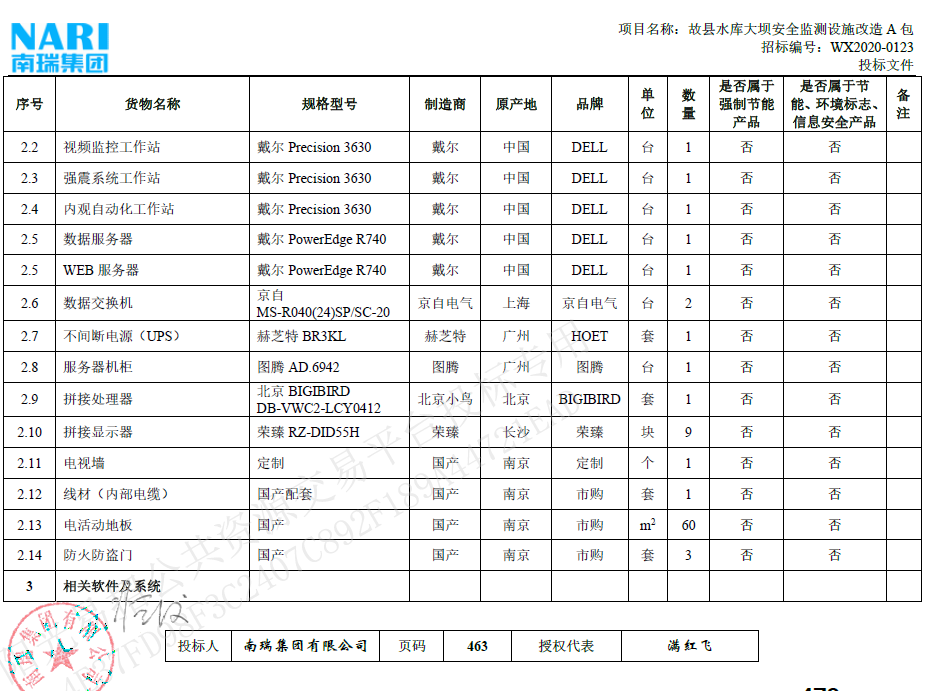 NARI
南瑞集团
项目名称：故县水库大坝安全监测设施改造 A 包
招标编号：WX2020-0123
投标文件
序号 货物名称 规格型号 制造商 原产地 品牌 单位 数量 是否属于强制节能产品 是否属于节能、环境标志、信息安全产品 备注
2.2 视频监控工作站 戴尔 Precision 3630 戴尔 中国 DELL 台 1 否 否
2.3 强震系统工作站 戴尔 Precision 3630 戴尔 中国 DELL 台 1 否 否
2.4 内观自动化工作站 戴尔 Precision 3630 戴尔 中国 DELL 台 1 否 否
2.5 数据服务器 戴尔 PowerEdge R740 戴尔 中国 DELL 台 1 否 否
2.5 WEB 服务器 戴尔 PowerEdge R740 戴尔 中国 DELL 台 1 否 否
2.6 数据交换机 京自 MS-R040(24)SP/SC-20 京自电气 上海 京自电气 台 2 否 否
2.7 不间断电源（UPS） 赫芝特 BR3KL 赫芝特 广州 HOET 套 1 否 否
2.8 服务器机柜 图腾 AD.6942 图腾 广州 图腾 台 1 否 否
2.9 拼接处理器 北京 BIGIBIRD DB-VWC2-LCY0412 北京小鸟 北京 BIGIBIRD 套 1 否 否
2.10 拼接显示器 荣臻 RZ-DID55H 荣臻 长沙 荣臻 块 9 否 否
2.11 电视墙 定制 国产 南京 定制 个 1 否 否
2.12 线材（内部电缆） 国产配套 国产 南京 市购 套 1 否 否
2.13 电活动地板 国产 国产 南京 市购 m² 60 否 否
2.14 防火防盗门 国产 国产 南京 市购 套 3 否 否
3 相关软件及系统
投标人 南瑞集团有限公司 页码 463 授权代表 满红飞